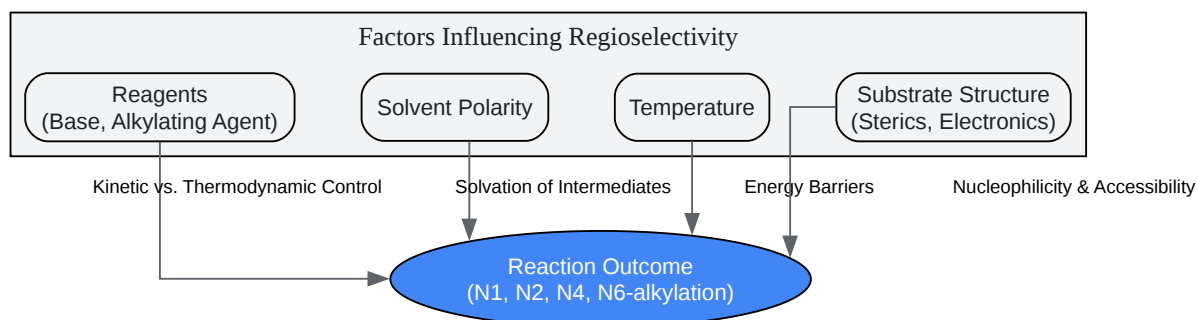 Factors Influencing Regioselectivity
Reagents
(Base, Alkylating Agent)
Solvent Polarity
Temperature
Substrate Structure
(Sterics, Electronics)
Kinetic vs. Thermodynamic Control
Solvation of Intermediates
Energy Barriers
Nucleophilicity & Accessibility
Reaction Outcome
(N1, N2, N4, N6-alkylation)